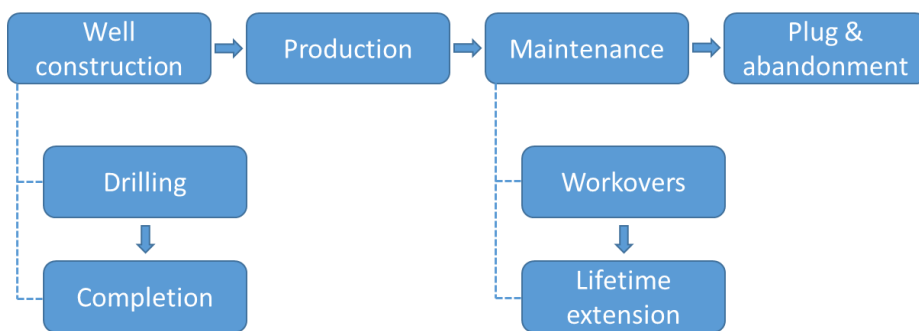 Well
construction
Production
Maintenance
Plug &
abandonment
Drilling
Workovers
Completion
Lifetime
extension